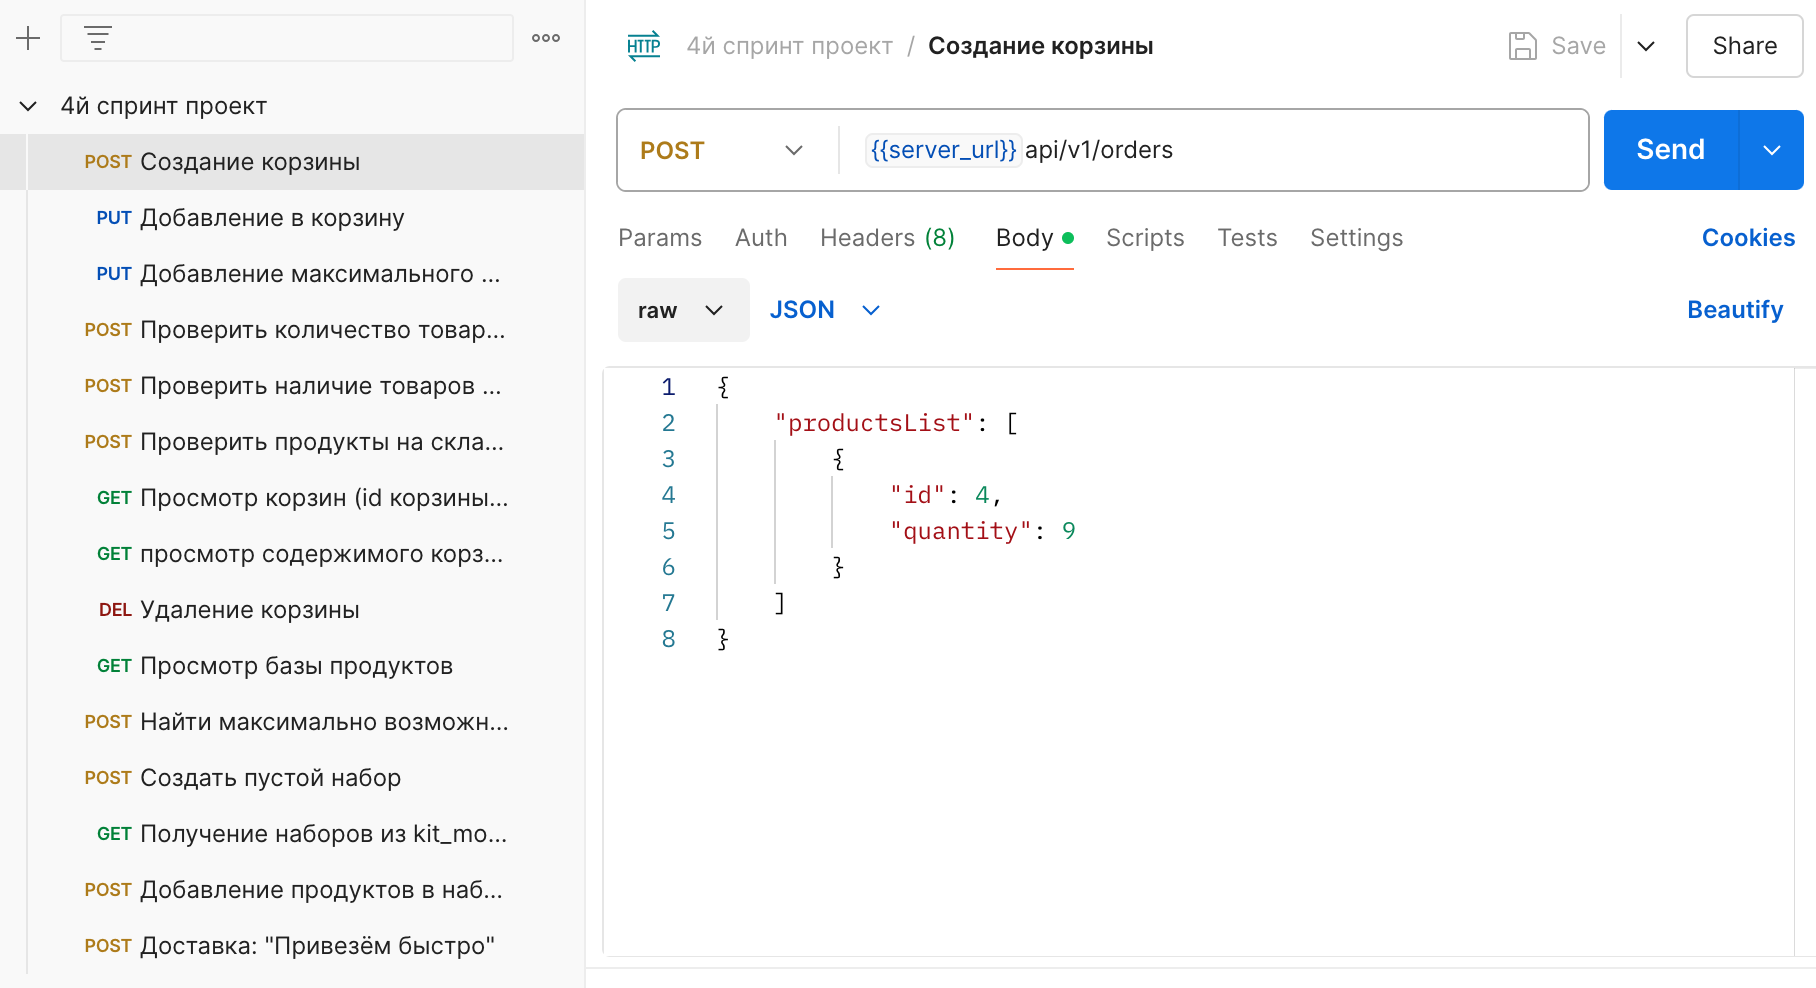 4й спринт проект
POST Создание корзины
PUT Добавление в корзину
PUT Добавление максимального ...
POST Проверить количество товар...
POST Проверить наличие товаров ...
POST Проверить продукты на скла...
GET Просмотр корзин (id корзины...
GET просмотр содержимого корз...
DEL Удаление корзины
GET Просмотр базы продуктов
POST Найти максимально возможн...
POST Создать пустой набор
GET Получение наборов из kit_mo...
POST Добавление продуктов в наб...
POST Доставка: "Привезём быстро"
HTTP 4й спринт проект / Создание корзины Save Share
POST {{server_url}}api/v1/orders Send
Params Auth Headers (8) Body Scripts Tests Settings Cookies
raw JSON Beautify
1 {
2 "productsList": [
3 {
4 "id": 4,
5 "quantity": 9
6 }
7 ]
8 }